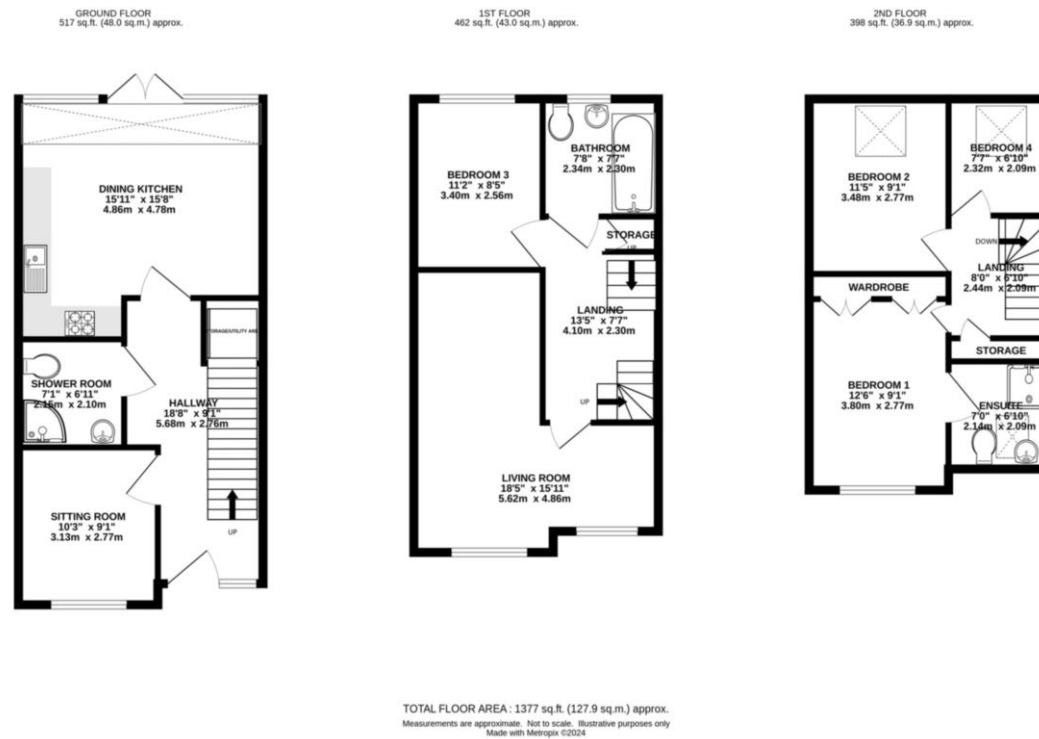 GROUND FLOOR
517 sq.ft. (48.0 sq.m.) approx.
DINING KITCHEN
15'11" x 15'8"
4.86m x 4.78m
SHOWER ROOM
7'1" x 6'11"
2.15m x 2.10m
HALLWAY
18'8" x 9'1"
5.68m x 2.76m
UP
SITTING ROOM
10'3" x 9'1"
3.13m x 2.77m
1ST FLOOR
462 sq.ft. (43.0 sq.m.) approx.
BEDROOM 3
11'2" x 8'5"
3.40m x 2.56m
BATHROOM
7'8" x 7'7"
2.34m x 2.30m
STORAGE
UP
LANDING
13'5" x 7'7"
4.10m x 2.30m
UP
LIVING ROOM
18'5" x 15'11"
5.62m x 4.86m
2ND FLOOR
398 sq.ft. (36.9 sq.m.) approx.
BEDROOM 2
11'5" x 9'1"
3.48m x 2.77m
BEDROOM 4
7'7" x 6'10"
2.32m x 2.09m
DOWN
LANDING
8'0" x 6'10"
2.44m x 2.09m
WARDROBE
STORAGE
BEDROOM 1
12'6" x 9'1"
3.80m x 2.77m
ENSUITE
7'0" x 6'10"
2.14m x 2.09m
TOTAL FLOOR AREA : 1377 sq.ft. (127.9 sq.m.) approx.
Measurements are approximate. Not to scale. Illustrative purposes only
Made with Metropix ©2024